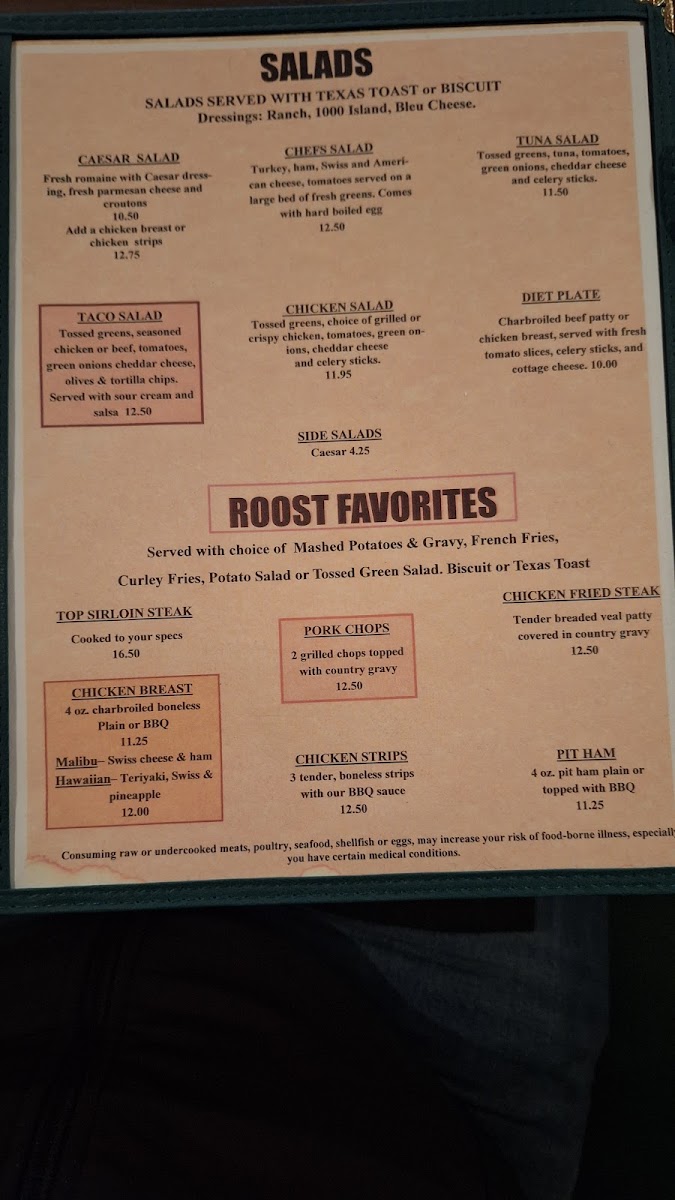 SALADS
SALADS SERVED WITH TEXAS TOAST or BISCUIT
Dressings: Ranch, 1000 Island, Bleu Cheese.
CAESAR SALAD
Fresh romaine with Caesar dress-
ing, fresh parmesan cheese and
croutons
10.50
Add a chicken breast or
chicken strips
12.75
CHEFS SALAD
Turkey, ham, Swiss and Ameri-
can cheese, tomatoes served on a
large bed of fresh greens. Comes
with hard boiled egg
12.50
TUNA SALAD
Tossed greens, tuna, tomatoes,
green onions, cheddar cheese
and celery sticks.
11.50
TACO SALAD
Tossed greens, seasoned
chicken or beef, tomatoes,
green onions cheddar cheese,
olives & tortilla chips.
Served with sour cream and
salsa 12.50
CHICKEN SALAD
Tossed greens, choice of grilled or
crispy chicken, tomatoes, green on-
ions, cheddar cheese
and celery sticks.
11.95
DIET PLATE
Charbroiled beef patty or
chicken breast, served with fresh
tomato slices, celery sticks, and
cottage cheese. 10.00
SIDE SALADS
Caesar 4.25
ROOST FAVORITES
Served with choice of Mashed Potatoes & Gravy, French Fries,
Curley Fries, Potato Salad or Tossed Green Salad. Biscuit or Texas Toast
TOP SIRLOIN STEAK
Cooked to your specs
16.50
PORK CHOPS
2 grilled chops topped
with country gravy
12.50
CHICKEN FRIED STEAK
Tender breaded veal patty
covered in country gravy
12.50
CHICKEN BREAST
4 oz. charbroiled boneless
Plain or BBQ
11.25
Malibu– Swiss cheese & ham
Hawaiian– Teriyaki, Swiss &
pineapple
12.00
CHICKEN STRIPS
3 tender, boneless strips
with our BBQ sauce
12.50
PIT HAM
4 oz. pit ham plain or
topped with BBQ
11.25
Consuming raw or undercooked meats, poultry, seafood, shellfish or eggs, may increase your risk of food-borne illness, especially
you have certain medical conditions.